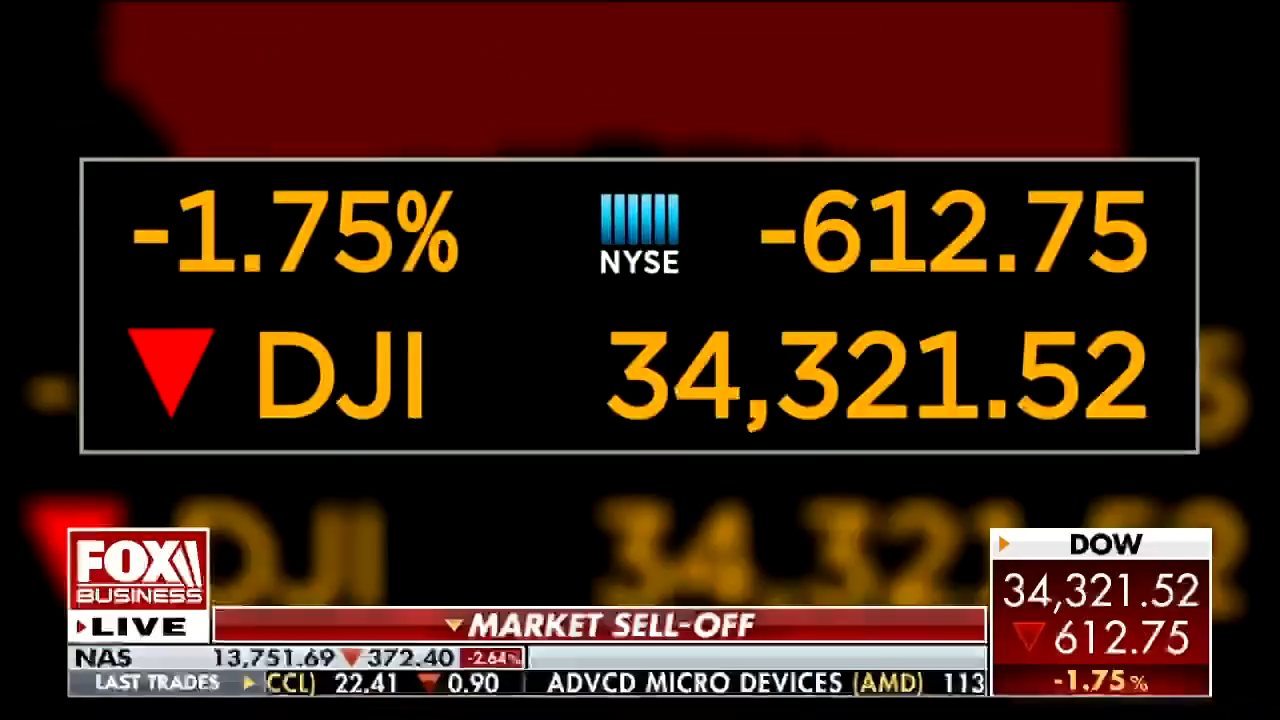 -1.75% NYSE -612.75
▼ DJI 34,321.52
FOX
BUSINESS
LIVE
MARKET SELL-OFF
DOW
34,321.52
▼ 612.75
-1.75%
NAS 13,751.69 ▼ 372.40 -2.64%
LAST TRADES CCL) 22.41 ▼ 0.90 ADVCD MICRO DEVICES (AMD) 113